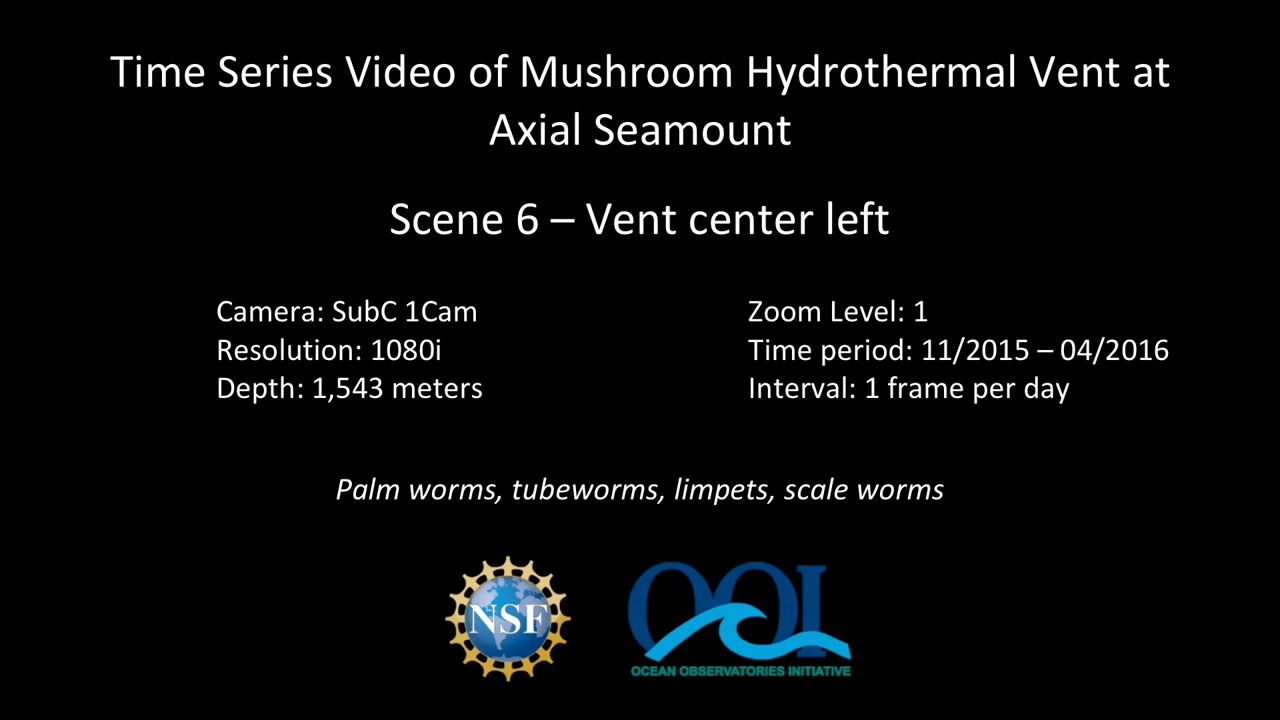 Time Series Video of Mushroom Hydrothermal Vent at
Axial Seamount
Scene 6 – Vent center left
Camera: SubC 1Cam
Resolution: 1080i
Depth: 1,543 meters
Zoom Level: 1
Time period: 11/2015 – 04/2016
Interval: 1 frame per day
Palm worms, tubeworms, limpets, scale worms
NSF
OOI
OCEAN OBSERVATORIES INITIATIVE